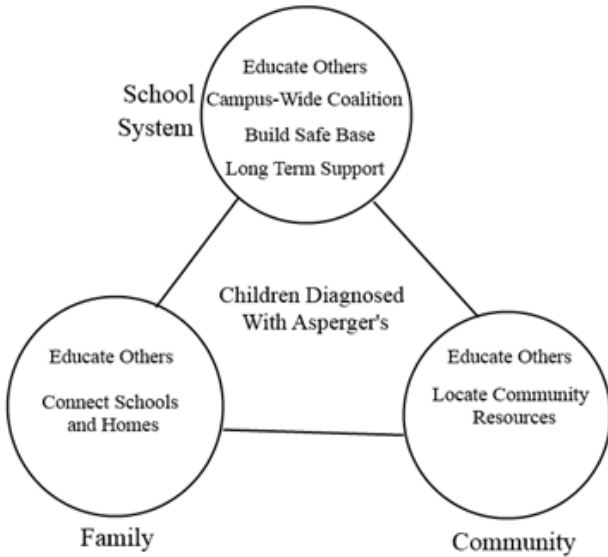 School
System
Educate Others
Campus-Wide Coalition
Build Safe Base
Long Term Support
Children Diagnosed
With Asperger's
Educate Others
Connect Schools
and Homes
Family
Educate Others
Locate Community
Resources
Community